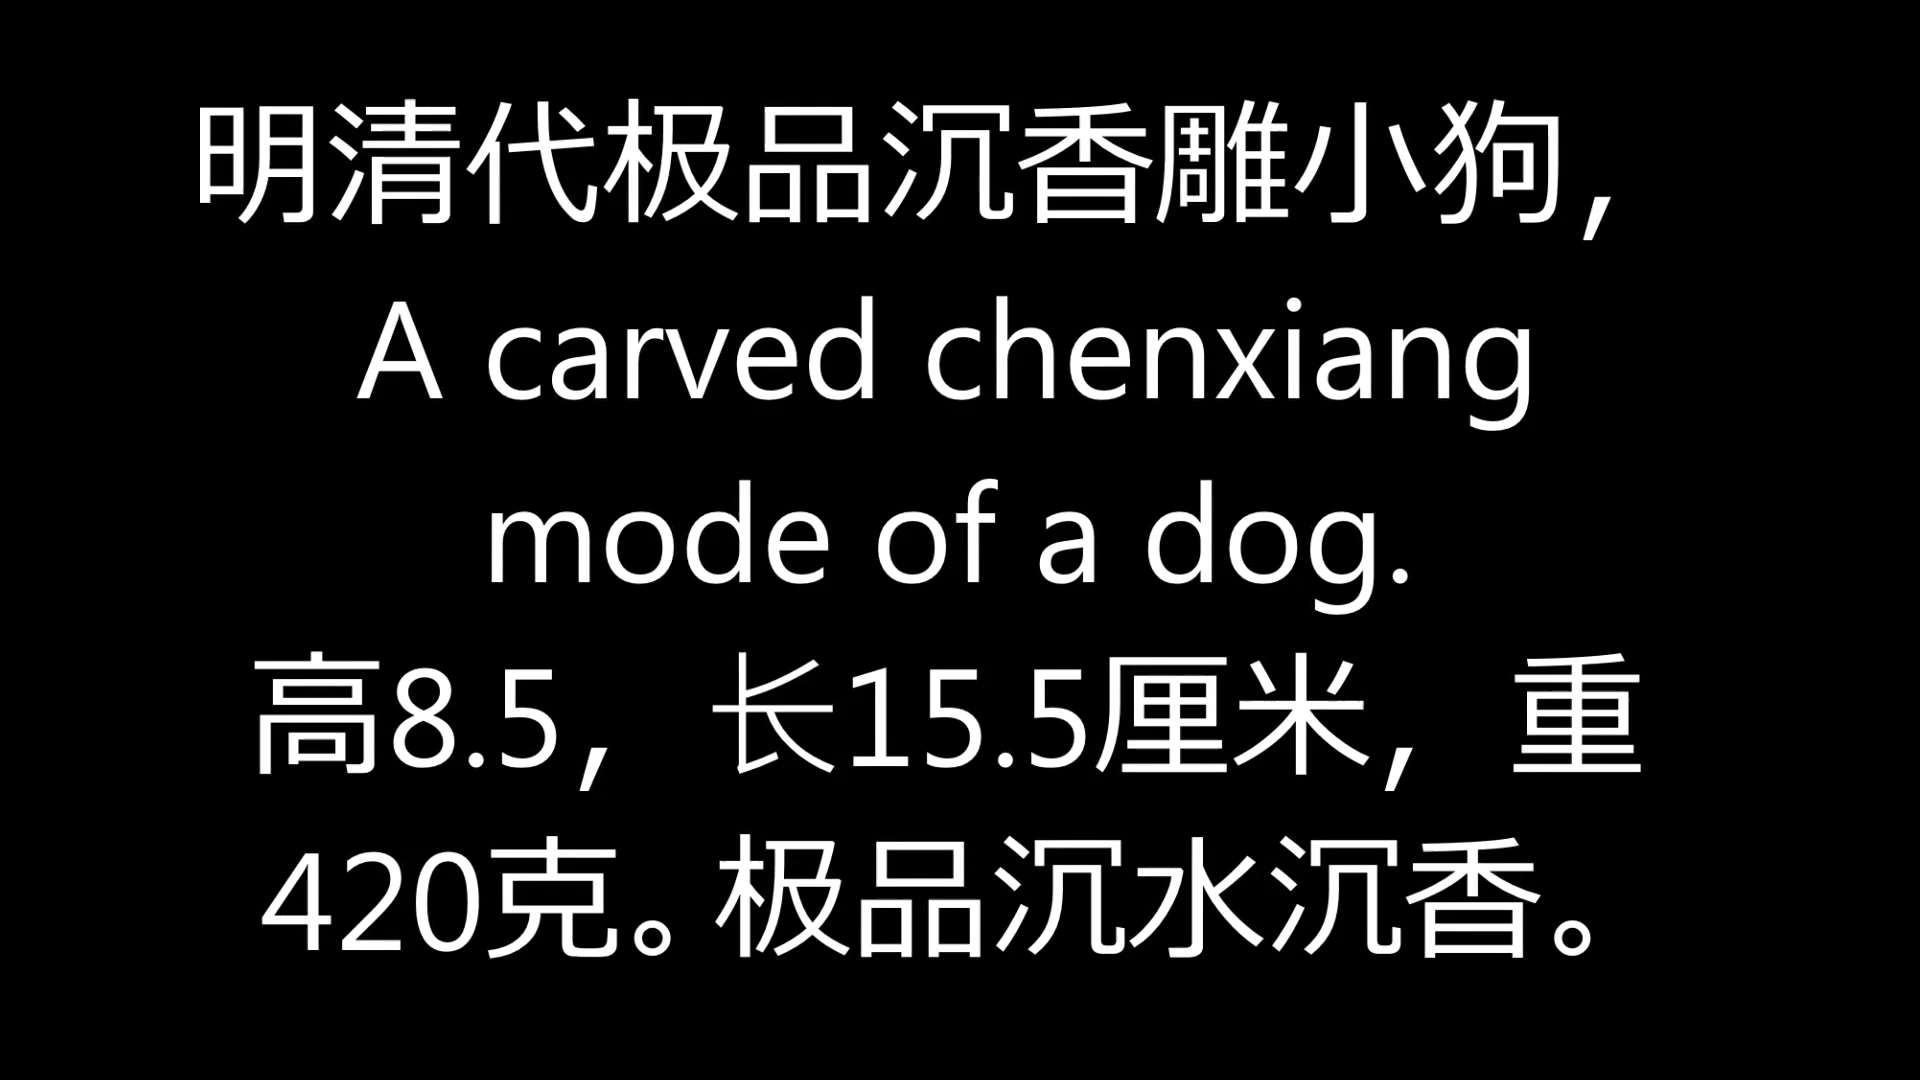 明清代极品沉香雕小狗，
A carved chenxiang
mode of a dog.
高8.5，长15.5厘米，重
420克。极品沉水沉香。